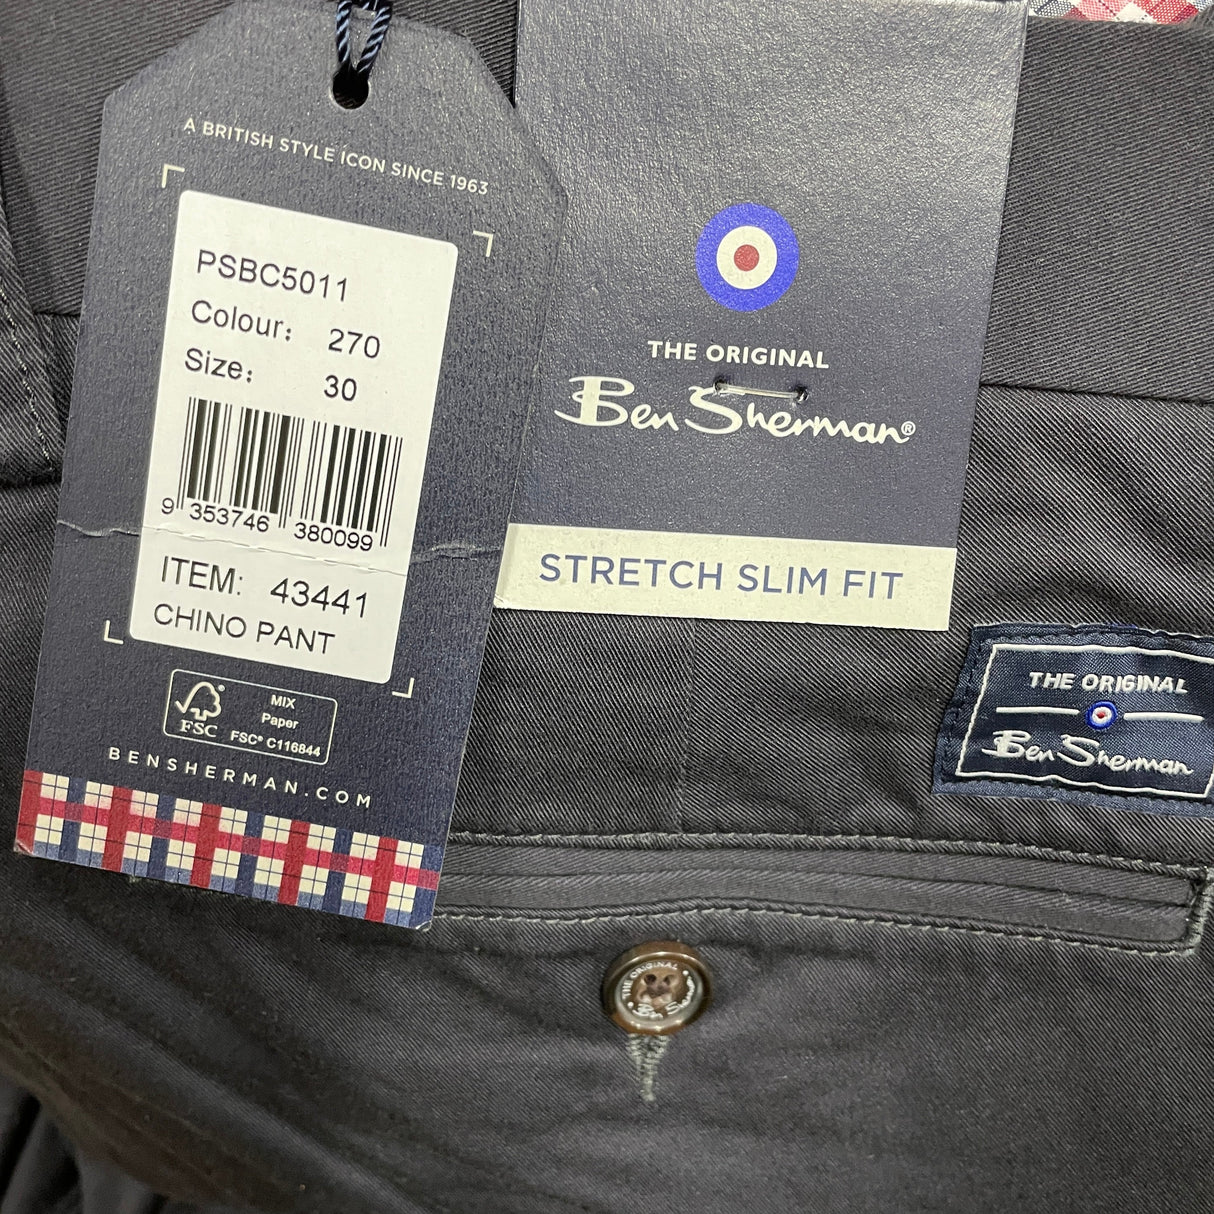 A BRITISH STYLE ICON SINCE 1963
PSBC5011
Colour: 270
Size: 30
9 353746 380099
ITEM: 43441
CHINO PANT
FSC
MIX
Paper
FSC® C116844
BENSHERMAN.COM
THE ORIGINAL
Ben Sherman®
STRETCH SLIM FIT
THE ORIGINAL
Ben Sherman
THE ORIGINAL
Ben Sherman